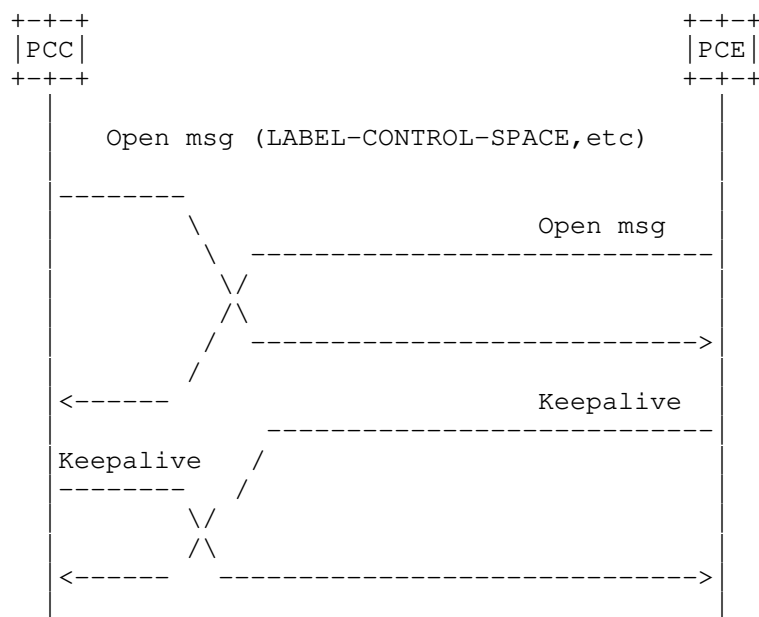 PCC PCE
Open msg (LABEL-CONTROL-SPACE,etc)
Open msg
Keepalive
Keepalive